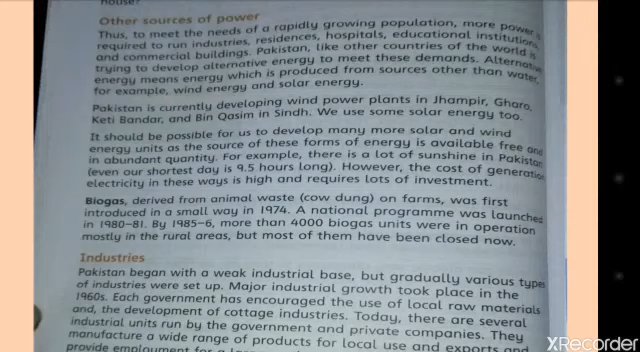 house?
Other sources of power
Thus, to meet the needs of a rapidly growing population, more power is
required to run industries, residences, hospitals, educational institutions,
and commercial buildings. Pakistan, like other countries of the world is
trying to develop alternative energy to meet these demands. Alternative
energy means energy which is produced from sources other than water,
for example, wind energy and solar energy.
Pakistan is currently developing wind power plants in Jhampir, Gharo,
Keti Bandar, and Bin Qasim in Sindh. We use some solar energy too.
It should be possible for us to develop many more solar and wind
energy units as the source of these forms of energy is available free and
in abundant quantity. For example, there is a lot of sunshine in Pakistan
(even our shortest day is 9.5 hours long). However, the cost of generation
electricity in these ways is high and requires lots of investment.
Biogas, derived from animal waste (cow dung) on farms, was first
introduced in a small way in 1974. A national programme was launched
in 1980–81. By 1985–6, more than 4000 biogas units were in operation
mostly in the rural areas, but most of them have been closed now.
Industries
Pakistan began with a weak industrial base, but gradually various types
of industries were set up. Major industrial growth took place in the
1960s. Each government has encouraged the use of local raw materials
and, the development of cottage industries. Today, there are several
industrial units run by the government and private companies. They
manufacture a wide range of products for local use and exports and
provide employment for a
XRecorder